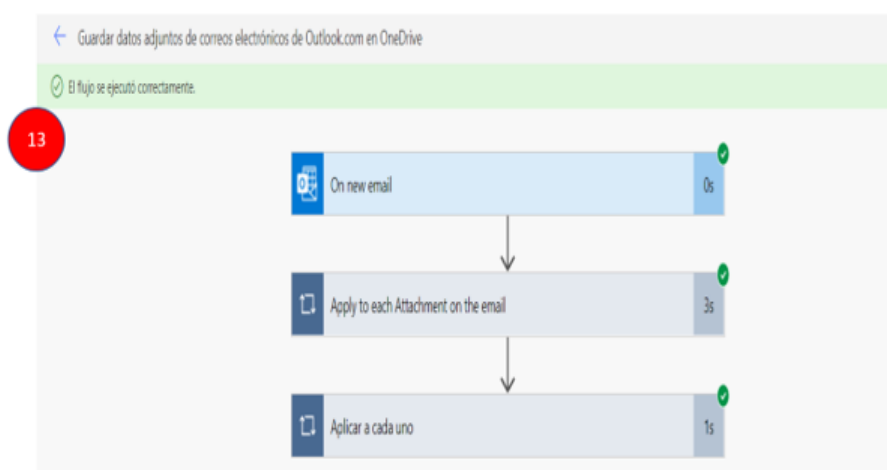 Guardar datos adjuntos de correos electrónicos de Outlook.com en OneDrive
El flujo se ejecutó correctamente.
13
On new email
0s
Apply to each Attachment on the email
3s
Aplicar a cada uno
1s